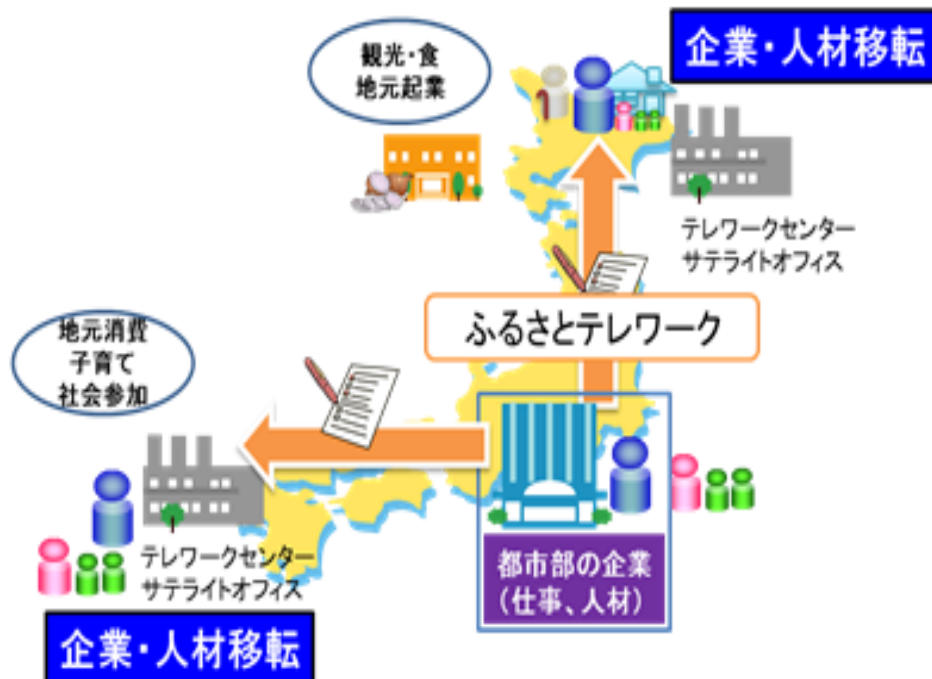 企業・人材移転
観光・食
地元起業
テレワークセンター
サテライトオフィス
ふるさとテレワーク
地元消費
子育て
社会参加
テレワークセンター
サテライトオフィス
都市部の企業
（仕事、人材）
企業・人材移転